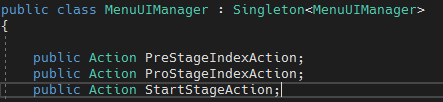 public class MenuUIManager : Singleton<MenuUIManager>
{
public Action PreStageIndexAction;
public Action ProStageIndexAction;
public Action StartStageAction;